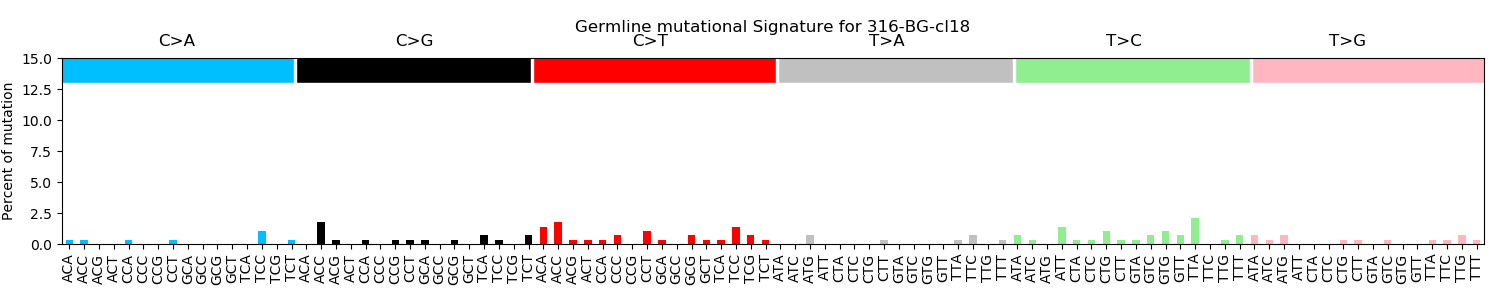 Germline mutational Signature for 316-BG-cl18
C>A C>G C>T T>A T>C T>G
15.0
12.5
10.0
7.5
5.0
2.5
0.0
Percent of mutation
ACA ACC ACG ACT CCA CCC CCG CCT GCA GCC GCG GCT TCA TCC TCG TCT ACA ACC ACG ACT CCA CCC CCG CCT GCA GCC GCG GCT TCA TCC TCG TCT ACA ACC ACG ACT CCA CCC CCG CCT GCA GCC GCG GCT TCA TCC TCG TCT ATA ATC ATG ATT CTA CTC CTG CTT GTA GTC GTG GTT TTA TTC TTG TTT ATA ATC ATG ATT CTA CTC CTG CTT GTA GTC GTG GTT TTA TTC TTG TTT ATA ATC ATG ATT CTA CTC CTG CTT GTA GTC GTG GTT TTA TTC TTG TTT